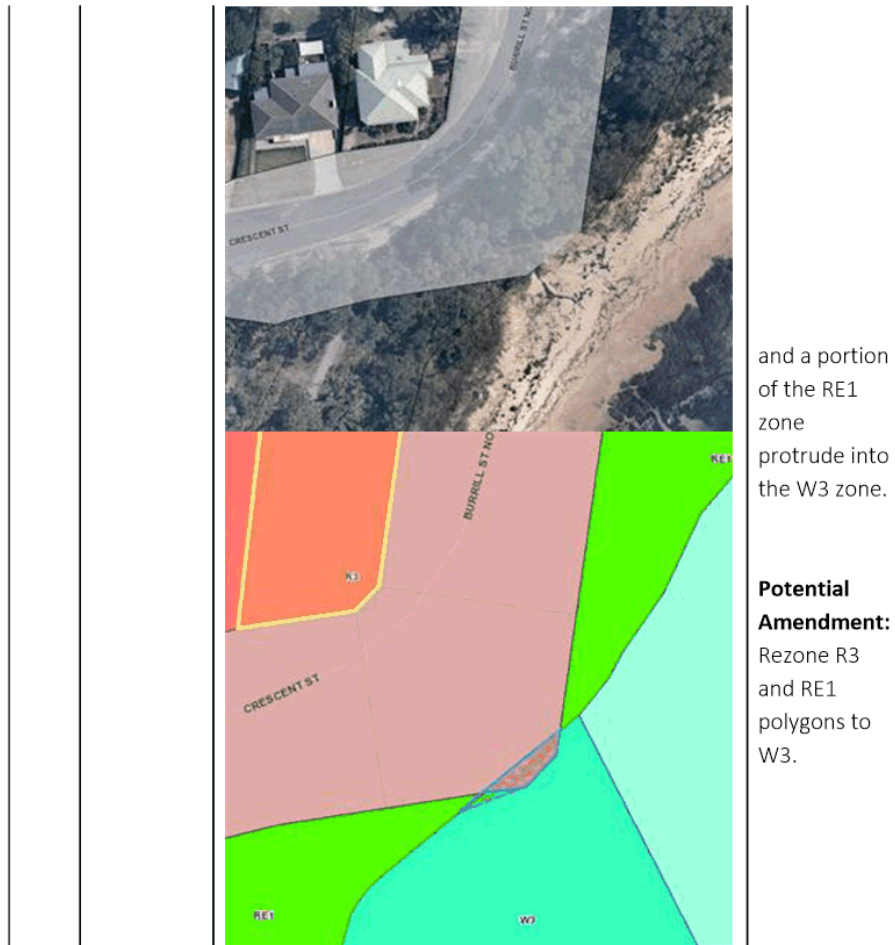 BURRILL ST NO
CRESCENT ST
and a portion
of the RE1
zone
protrude into
the W3 zone.
Potential
Amendment:
Rezone R3
and RE1
polygons to
W3.
BURRILL ST NO
RE1
R3
CRESCENT ST
RE1
W3